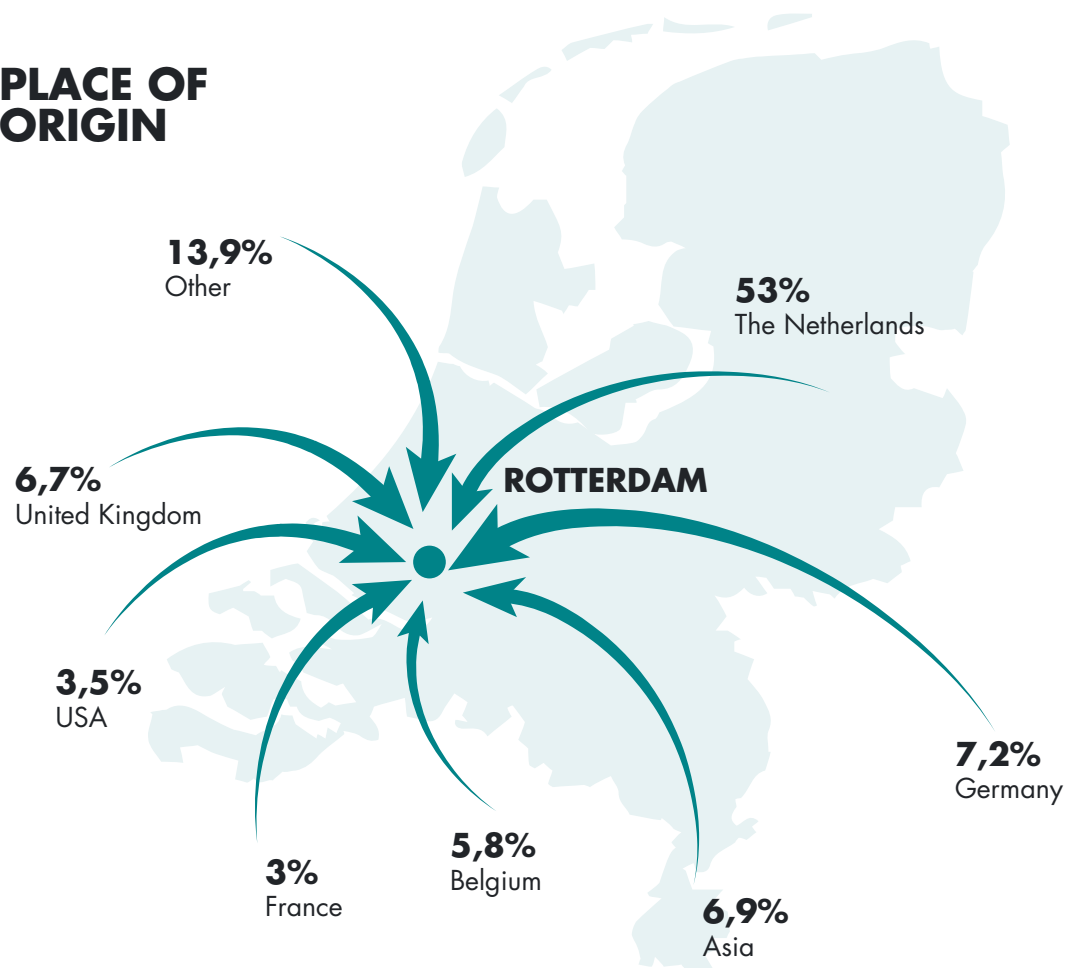 PLACE OF
ORIGIN
13,9%
Other
53%
The Netherlands
6,7%
United Kingdom
ROTTERDAM
3,5%
USA
7,2%
Germany
5,8%
Belgium
3%
France
6,9%
Asia